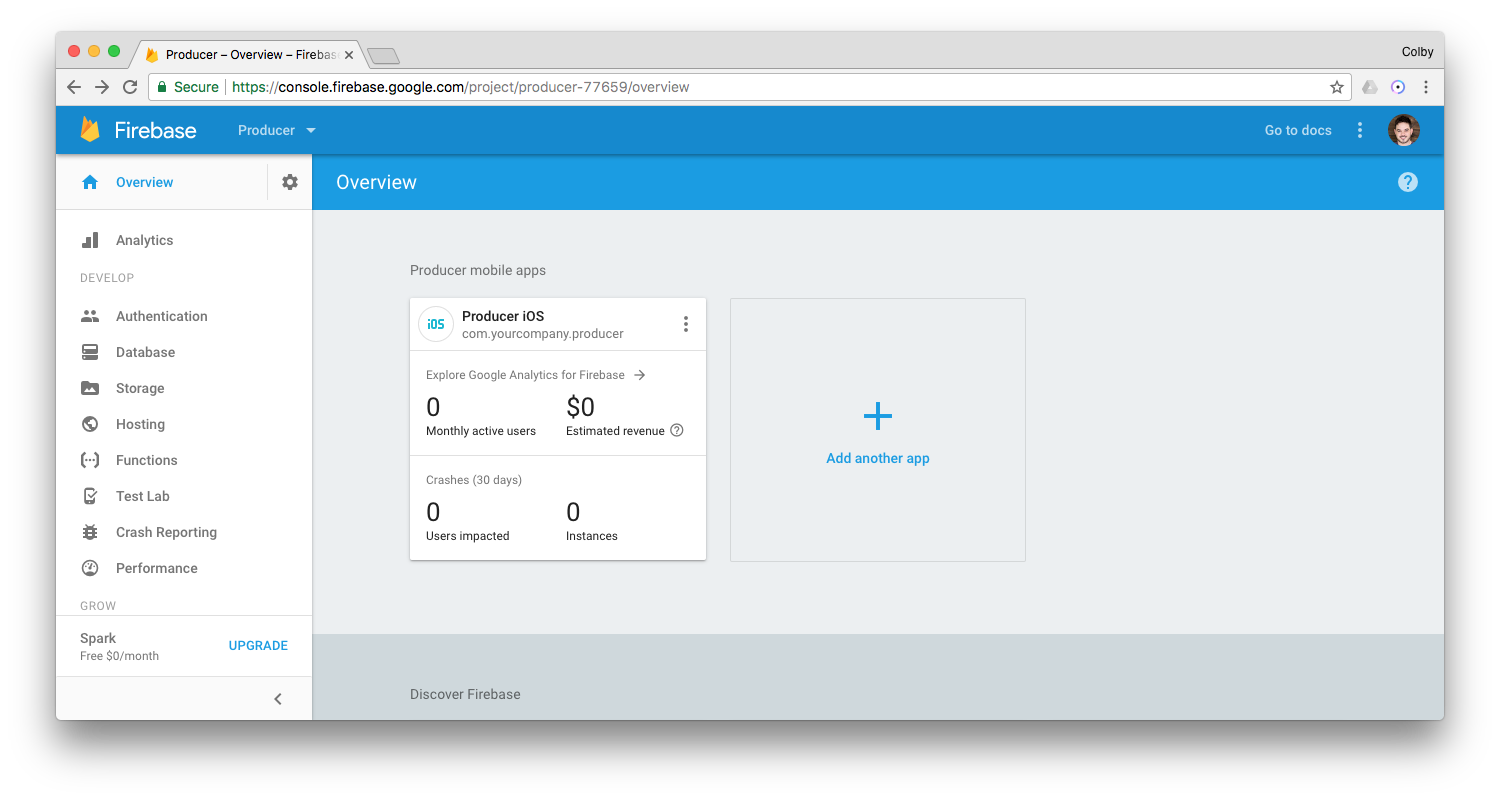 Producer – Overview – Firebas
Colby
Secure https://console.firebase.google.com/project/producer-77659/overview
Firebase Producer Go to docs
Overview
Overview
?
Analytics
DEVELOP
Authentication
Database
Storage
Hosting
Functions
Test Lab
Crash Reporting
Performance
GROW
Spark
Free $0/month
UPGRADE
Producer mobile apps
iOS
Producer iOS
com.yourcompany.producer
Explore Google Analytics for Firebase
0 $0
Monthly active users Estimated revenue ?
Crashes (30 days)
0 0
Users impacted Instances
Add another app
Discover Firebase